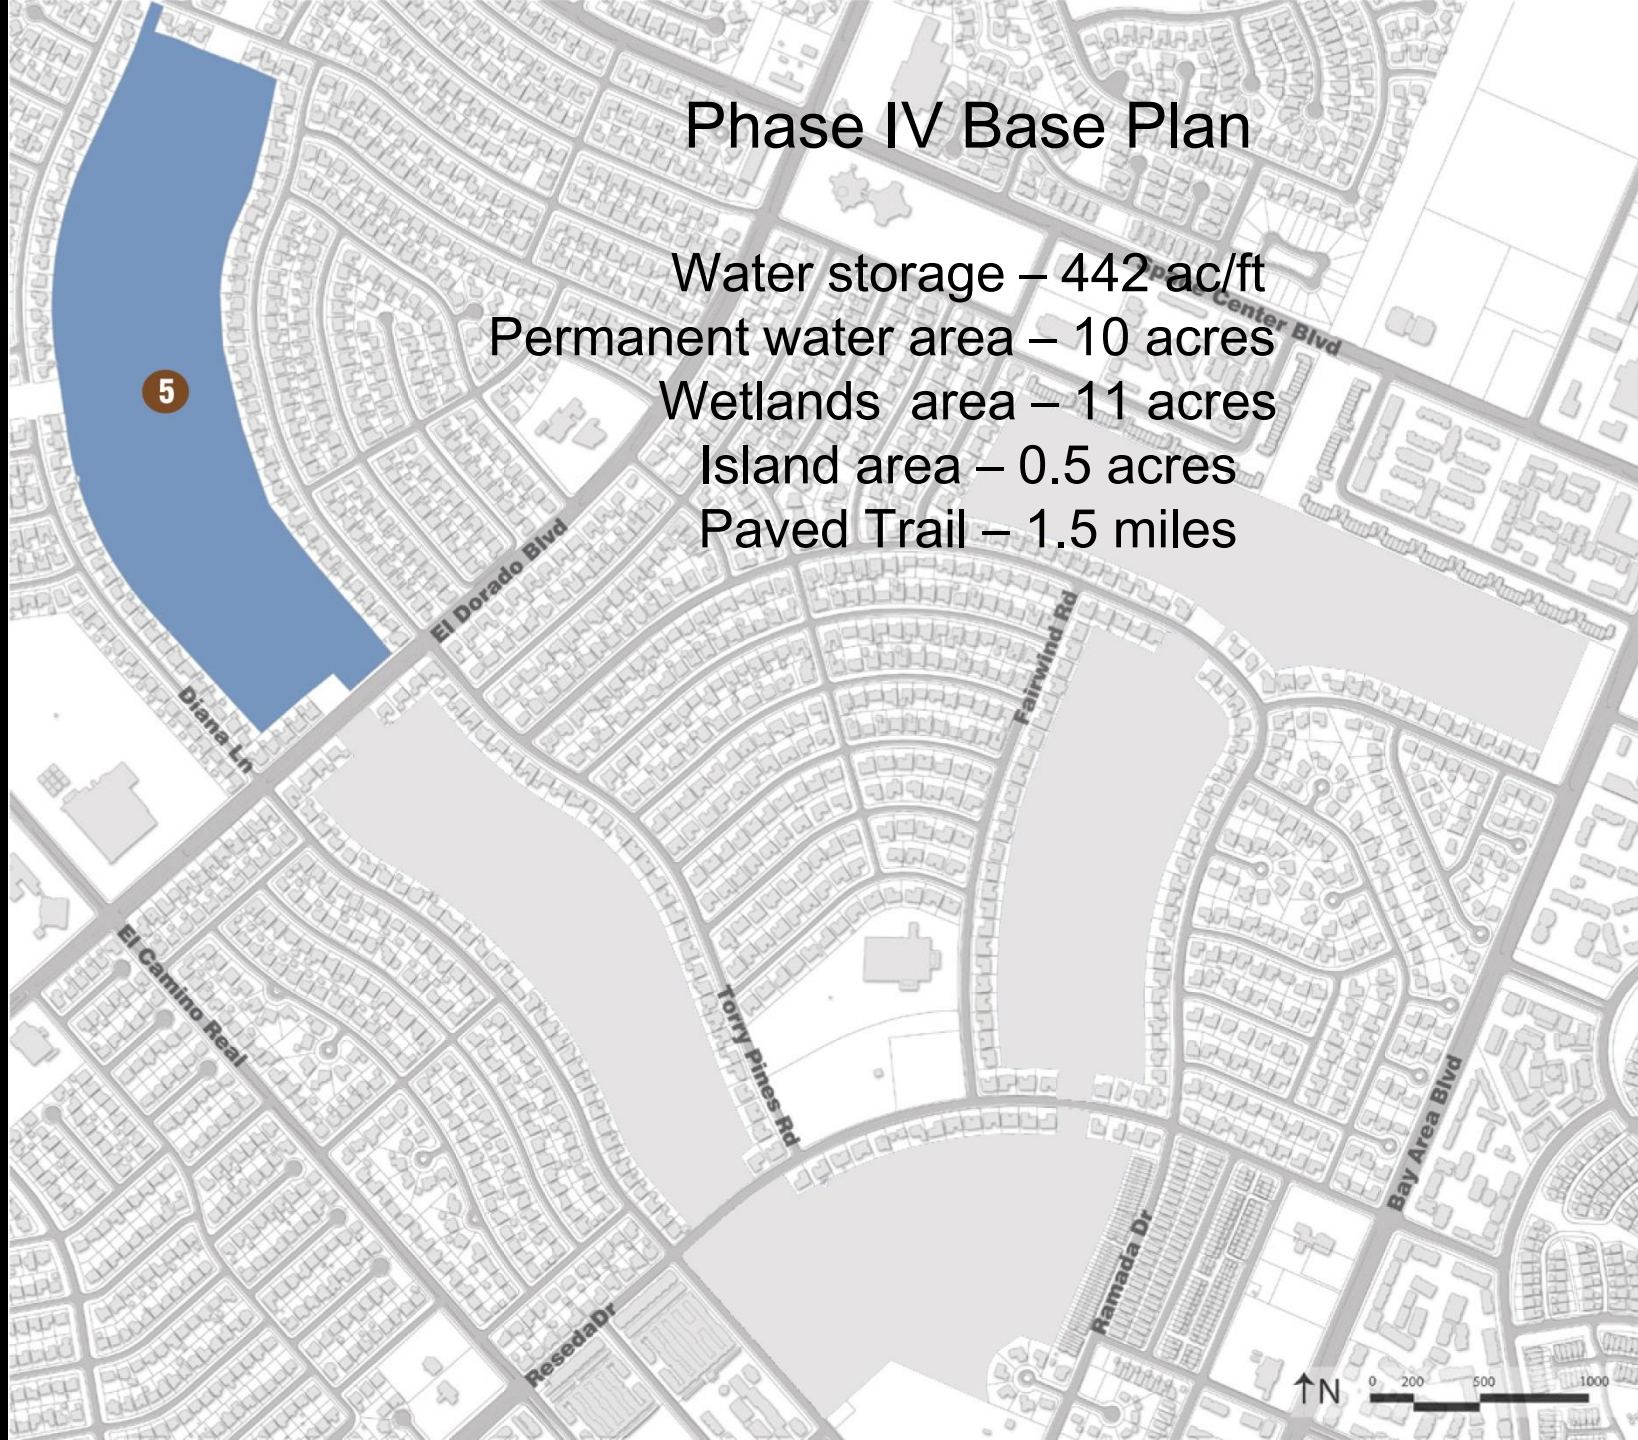 Phase IV Base Plan
Water storage – 442 ac/ft
Space Center Blvd
Permanent water area – 10 acres
Wetlands area – 11 acres
5
Island area – 0.5 acres
Paved Trail – 1.5 miles
El Dorado Blvd
Fairwind Rd
Diana Ln
El Camino Real
Torry Pines Rd
Bay Area Blvd
Ramada Dr
ResedaDr
↑N
0 200 500 1000